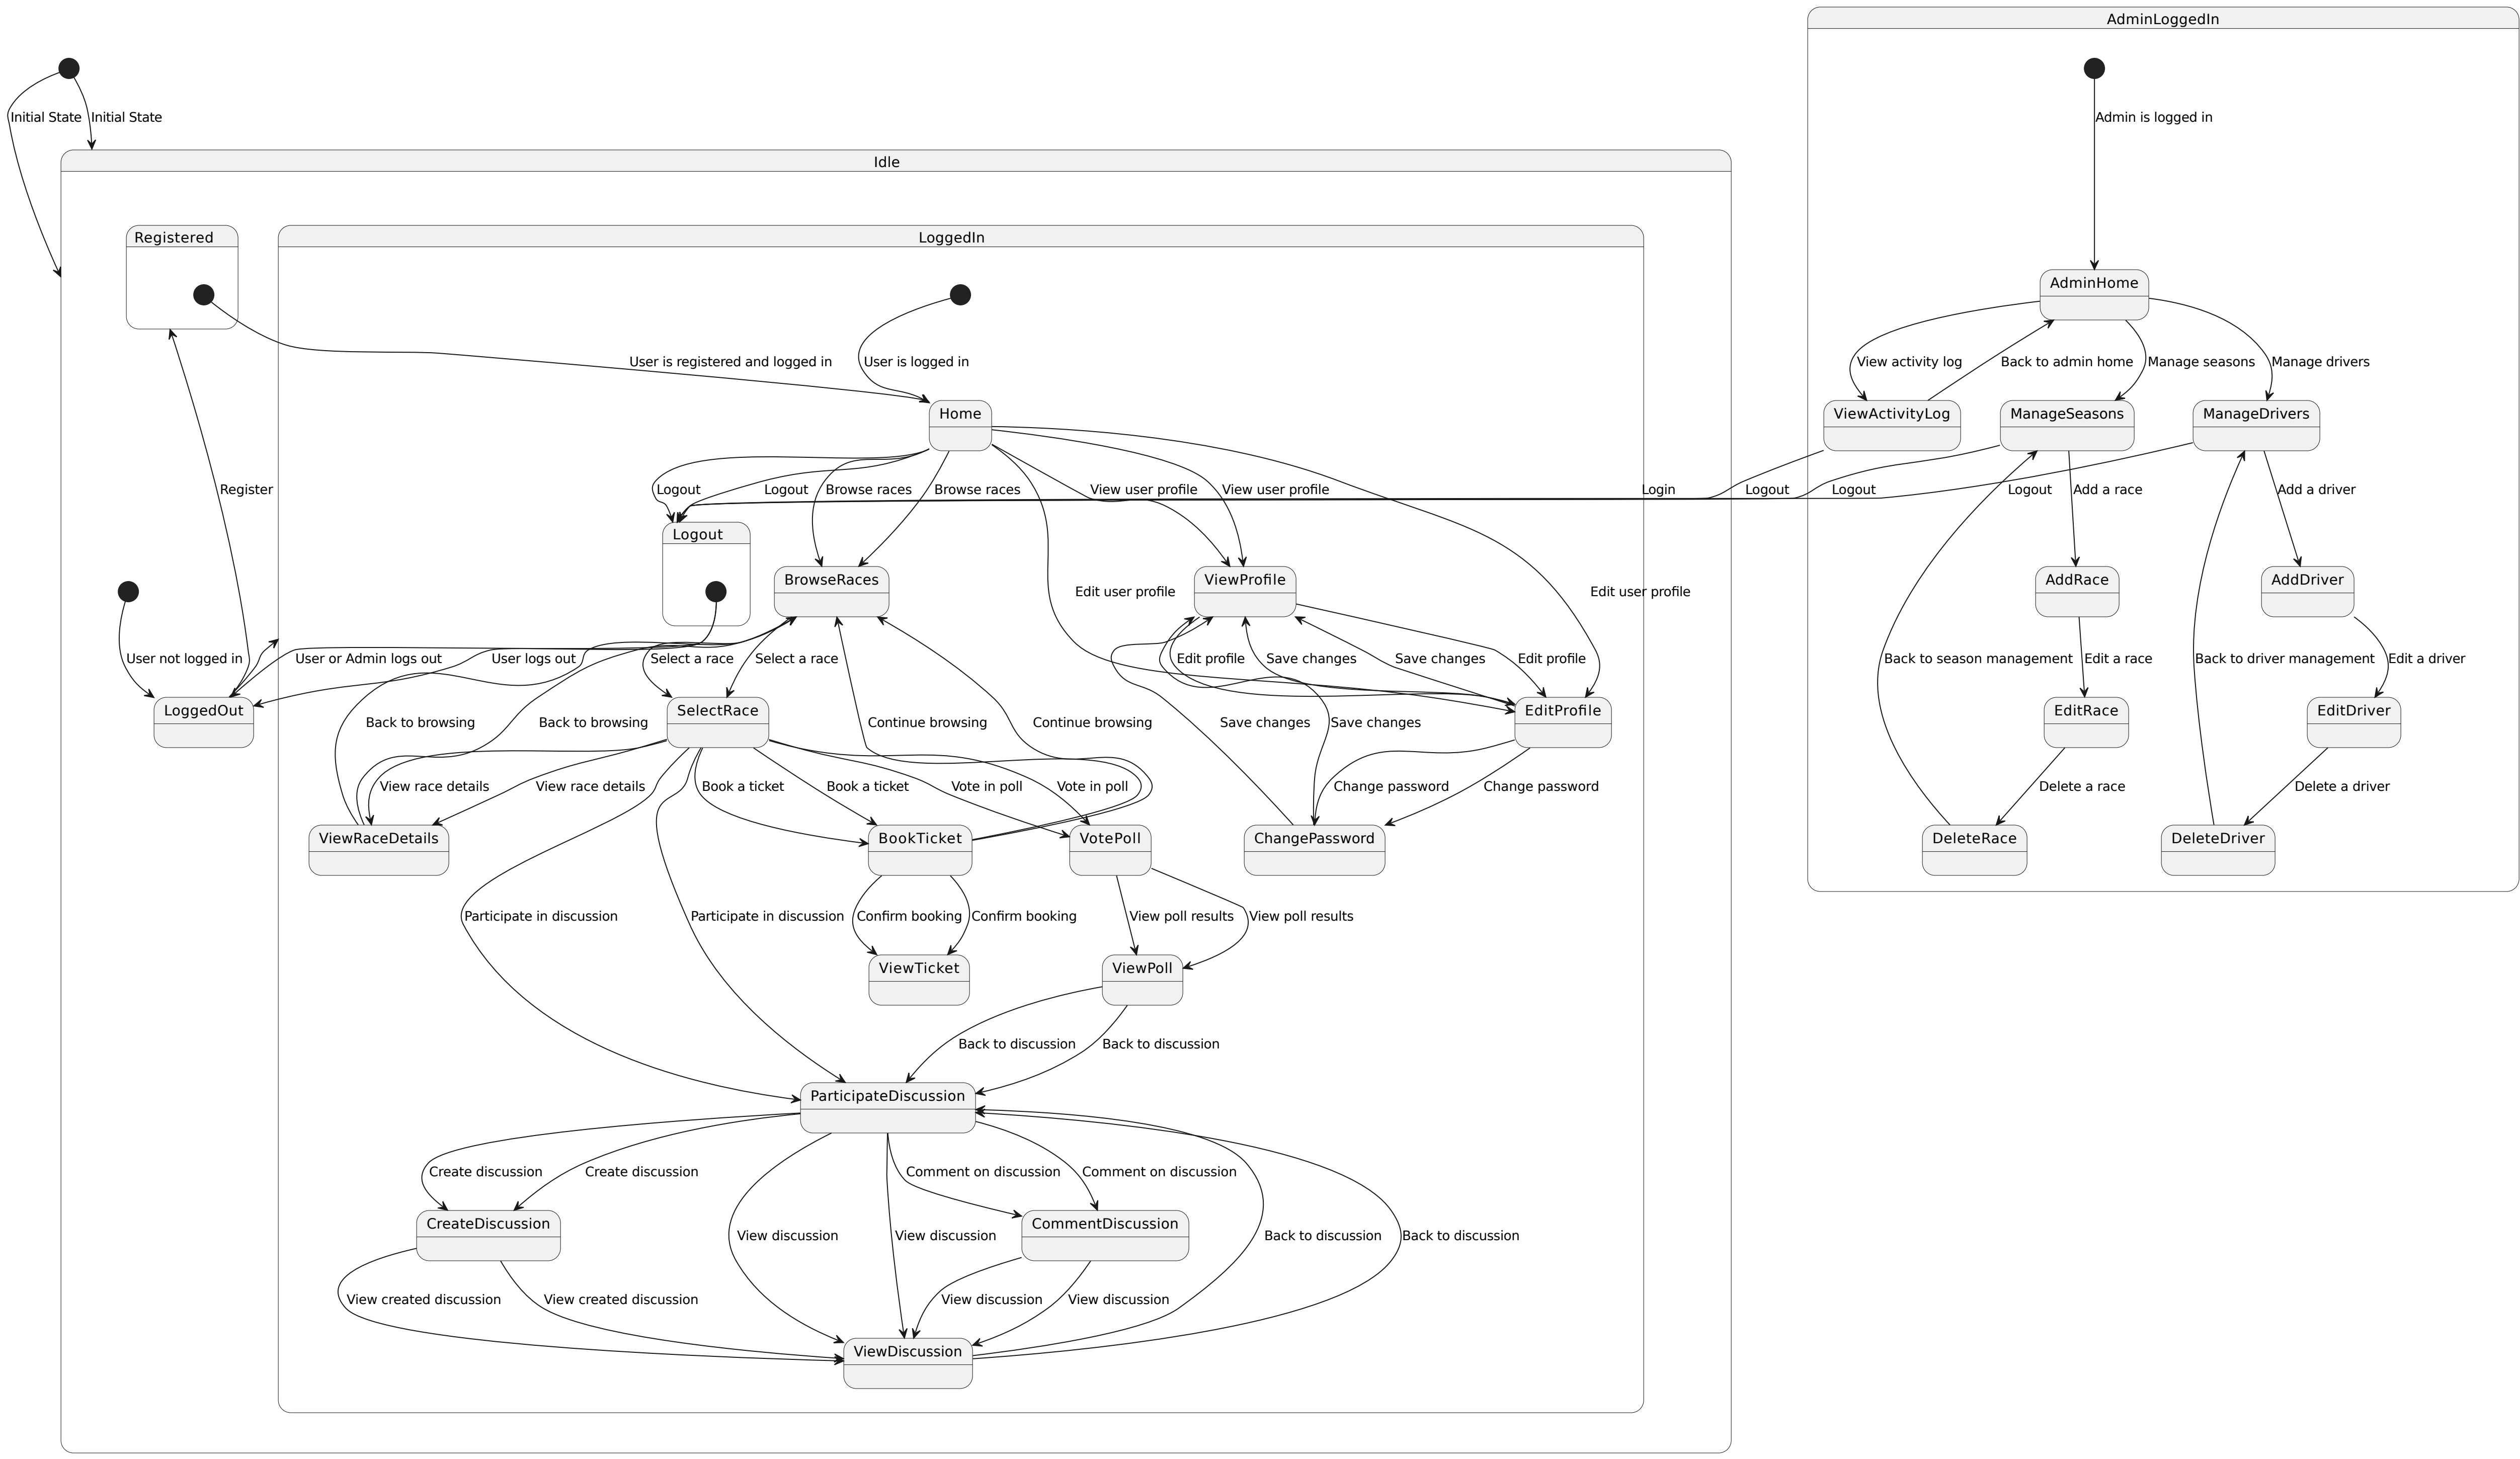 AdminLoggedIn
Initial State
Initial State
Admin is logged in
Idle
Registered
LoggedIn
AdminHome
User is registered and logged in
User is logged in
View activity log
Back to admin home
Manage seasons
Manage drivers
Home
ViewActivityLog
ManageSeasons
ManageDrivers
Register
Logout
Logout
Browse races
Browse races
View user profile
View user profile
Login
Logout
Logout
Logout
Add a race
Add a driver
Logout
BrowseRaces
ViewProfile
AddRace
AddDriver
Edit user profile
Edit user profile
User not logged in
User or Admin logs out
User logs out
Select a race
Select a race
Edit profile
Save changes
Save changes
Edit profile
Back to season management
Edit a race
Back to driver management
Edit a driver
LoggedOut
SelectRace
EditProfile
EditRace
EditDriver
Back to browsing
Back to browsing
Continue browsing
Continue browsing
Save changes
Save changes
View race details
View race details
Book a ticket
Book a ticket
Vote in poll
Vote in poll
Change password
Change password
Delete a race
Delete a driver
ViewRaceDetails
BookTicket
VotePoll
ChangePassword
DeleteRace
DeleteDriver
Participate in discussion
Participate in discussion
Confirm booking
Confirm booking
View poll results
View poll results
ViewTicket
ViewPoll
Back to discussion
Back to discussion
ParticipateDiscussion
Create discussion
Create discussion
Comment on discussion
Comment on discussion
CreateDiscussion
CommentDiscussion
View discussion
View discussion
Back to discussion
Back to discussion
View created discussion
View created discussion
View discussion
View discussion
ViewDiscussion